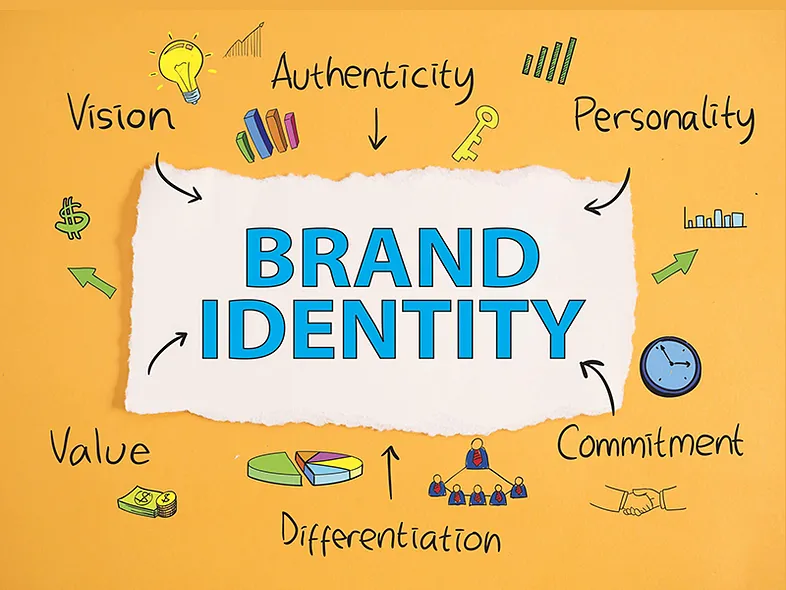 Authenticity
Vision
Personality
BRAND
IDENTITY
Value
Commitment
Differentiation